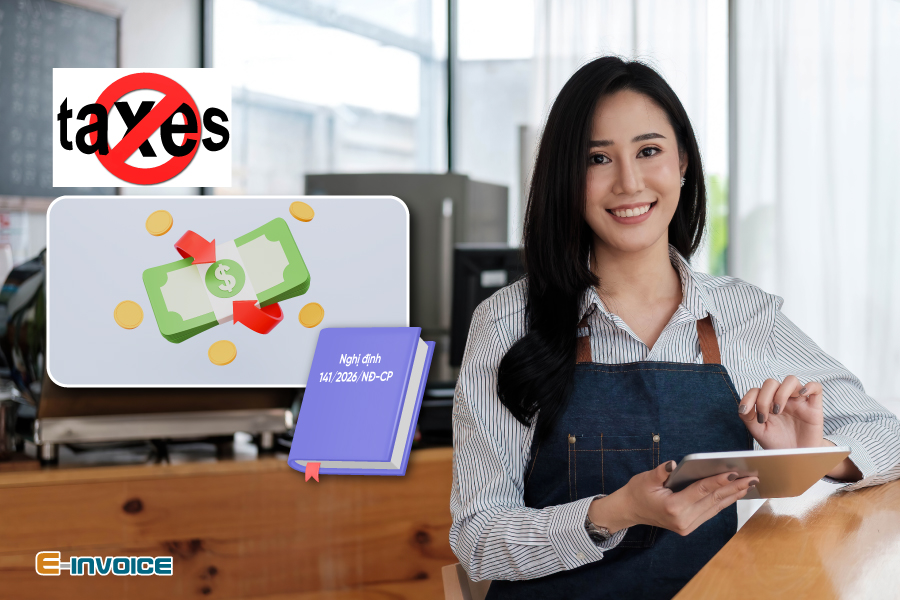 taxes
Nghị định
141/2026/NĐ-CP
E-INVOICE